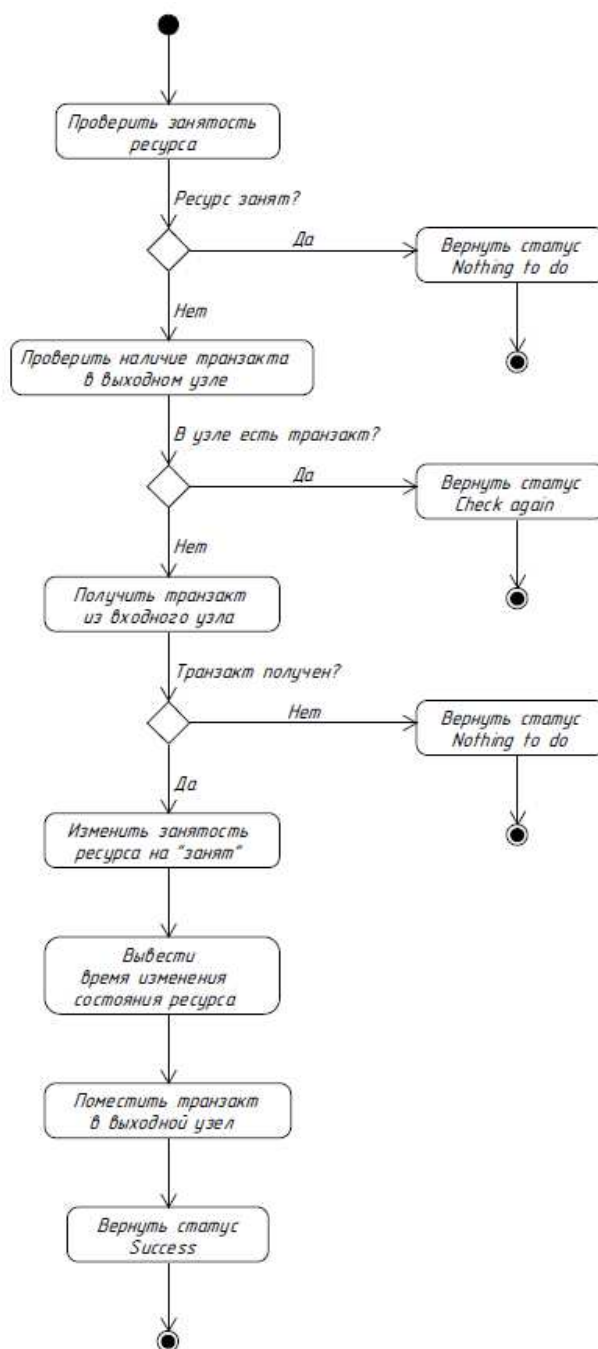 Проверить занятость
ресурса
Ресурс занят?
Да
Вернуть статус
Nothing to do
Нет
Проверить наличие транзакта
в выходном узле
В узле есть транзакт?
Да
Вернуть статус
Check again
Нет
Получить транзакт
из входного узла
Транзакт получен?
Нет
Вернуть статус
Nothing to do
Да
Изменить занятость
ресурса на "занят"
Вывести
время изменения
состояния ресурса
Поместить транзакт
в выходной узел
Вернуть статус
Success